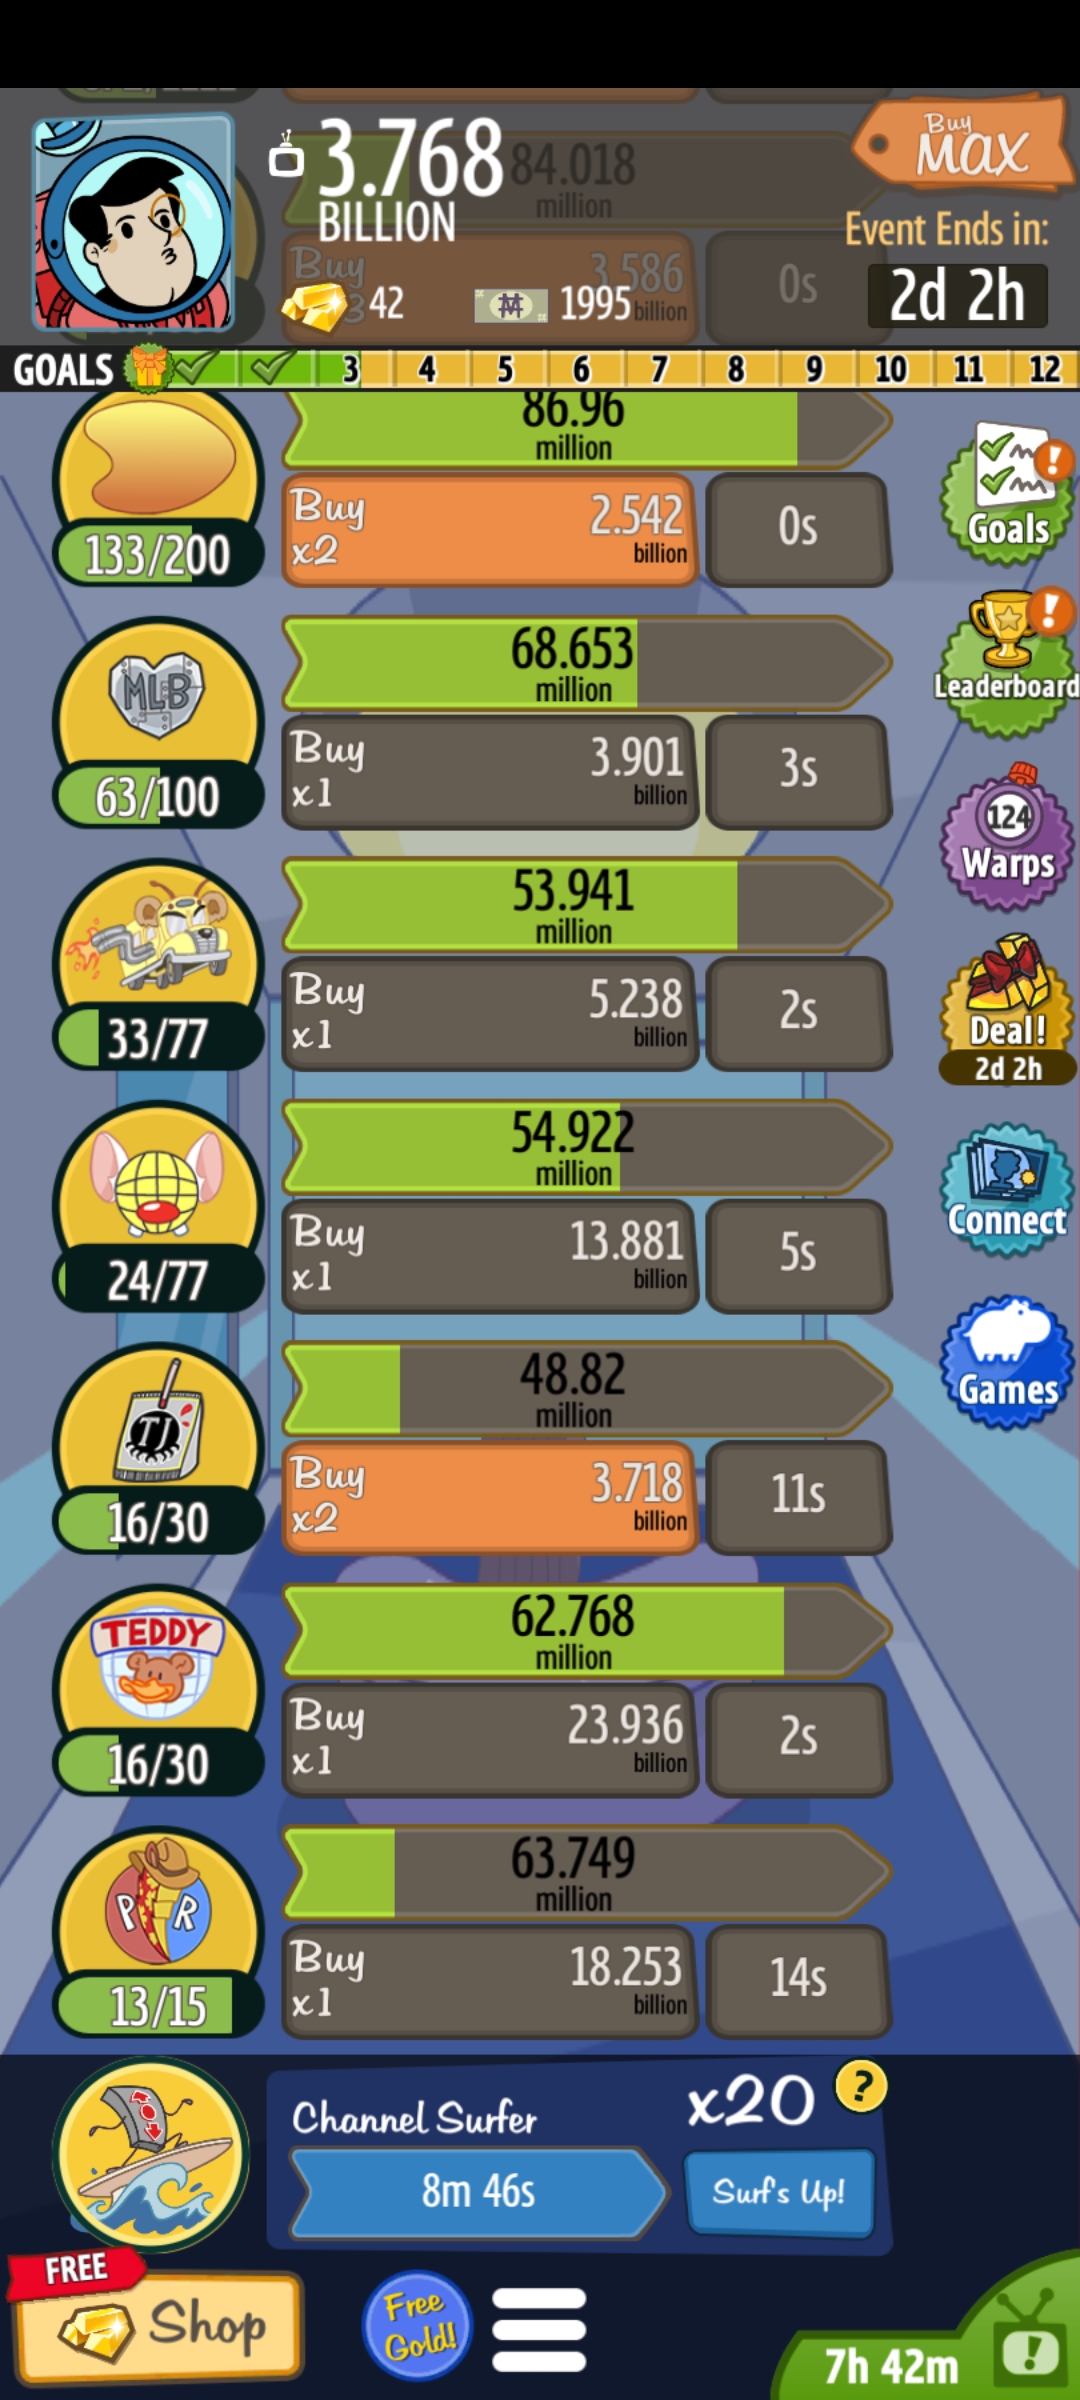 3.768
BILLION
84.018
million
Buy
MAX
Event Ends in:
2d 2h
42
1995
Buy
3.586
billion
0s
GOALS 3 4 5 6 7 8 9 10 11 12
86.96
million
133/200
Buy
x2
2.542
billion
0s
Goals
MLB
68.653
million
63/100
Buy
x1
3.901
billion
3s
Leaderboard
53.941
million
33/77
Buy
x1
5.238
billion
2s
124
Warps
Deal!
2d 2h
54.922
million
24/77
Buy
x1
13.881
billion
5s
Connect
TJ
48.82
million
16/30
Buy
x2
3.718
billion
11s
Games
TEDDY
62.768
million
16/30
Buy
x1
23.936
billion
2s
P R
63.749
million
13/15
Buy
x1
18.253
billion
14s
Channel Surfer
x20
?
8m 46s
Surf's Up!
FREE
Shop
Free
Gold!
7h 42m